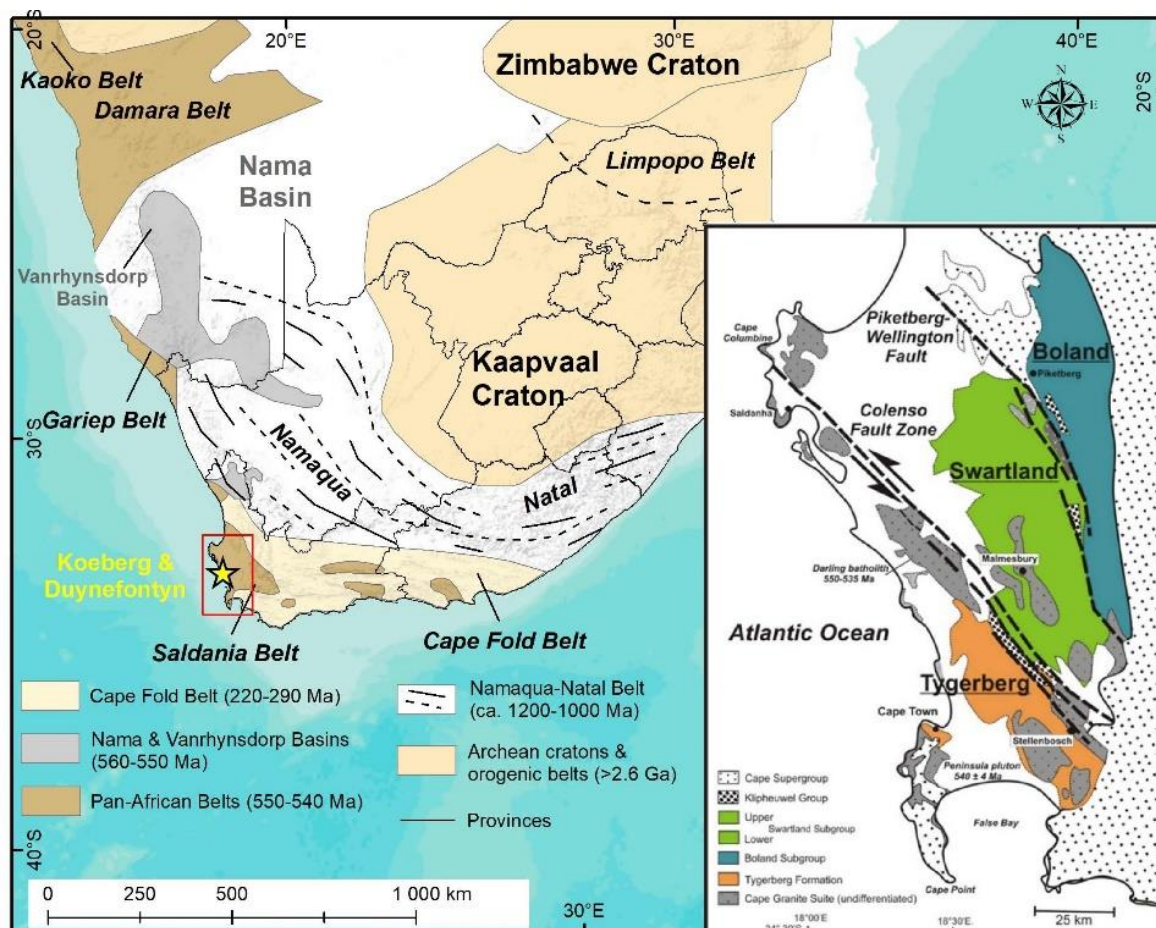 20°S
20°E
30°E
40°E
20°S
N
W E
S
Kaoko Belt
Damara Belt
Zimbabwe Craton
Nama
Basin
Limpopo Belt
Vanrhynsdorp
Basin
Kaapvaal
Craton
Gariep Belt
30°S
Namaqua
Natal
Koeberg &
Duynefontyn
Saldania Belt
Cape Fold Belt
Cape Fold Belt (220-290 Ma)
Nama & Vanrhynsdorp Basins
(560-550 Ma)
Pan-African Belts (550-540 Ma)
Namaqua-Natal Belt
(ca. 1200-1000 Ma)
Archean cratons &
orogenic belts (>2.6 Ga)
Provinces
40°S
0 250 500 1 000 km
30°E
Cape
Columbine
Piketberg-
Wellington
Fault
Boland
Piketberg
Saldanha
Colenso
Fault Zone
Swartland
Darling batholith
550-535 Ma
Malmesbury
Atlantic Ocean
Tygerberg
Cape Town
Stellenbosch
Peninsula pluton
540 ± 4 Ma
False Bay
Cape Point
Cape Supergroup
Klipheuwel Group
Upper
Swartland Subgroup
Lower
Boland Subgroup
Tygerberg Formation
Cape Granite Suite (undifferentiated)
18°00'E
18°30'E.
25 km